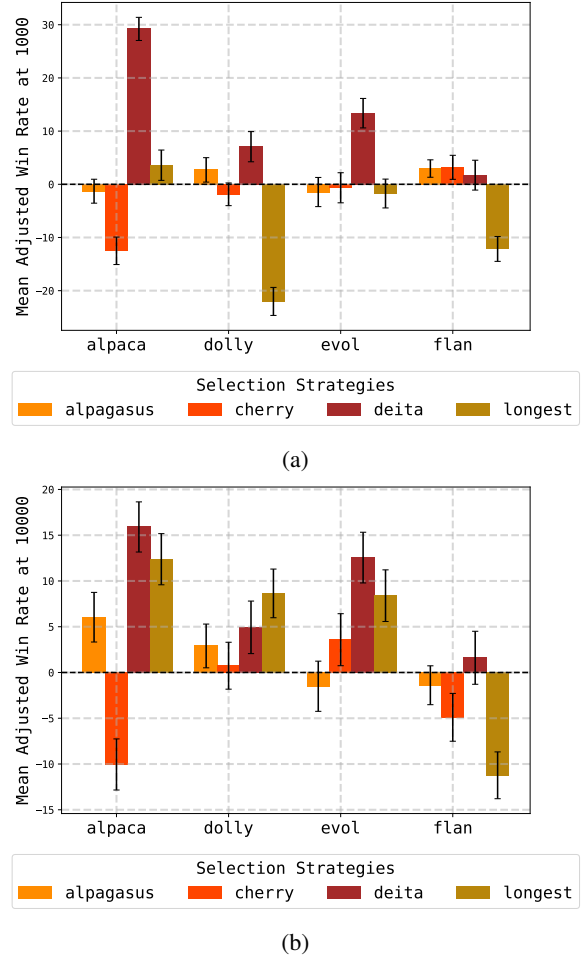 Mean Adjusted Win Rate at 1000
30
20
10
0
−10
−20
alpaca dolly evol flan
Selection Strategies
alpagasus cherry deita longest
(a)
Mean Adjusted Win Rate at 10000
20
15
10
5
0
−5
−10
−15
alpaca dolly evol flan
Selection Strategies
alpagasus cherry deita longest
(b)